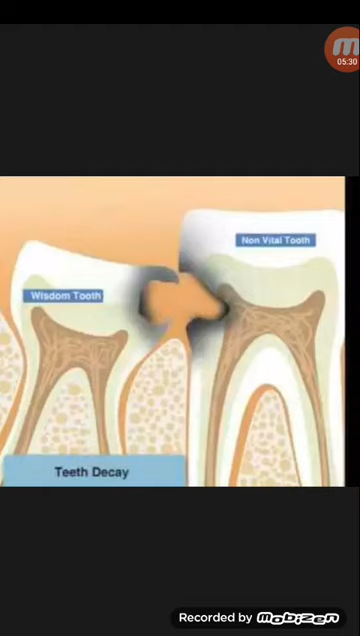 05:30
Non Vital Tooth
Wisdom Tooth
Teeth Decay
Recorded by Mobizen